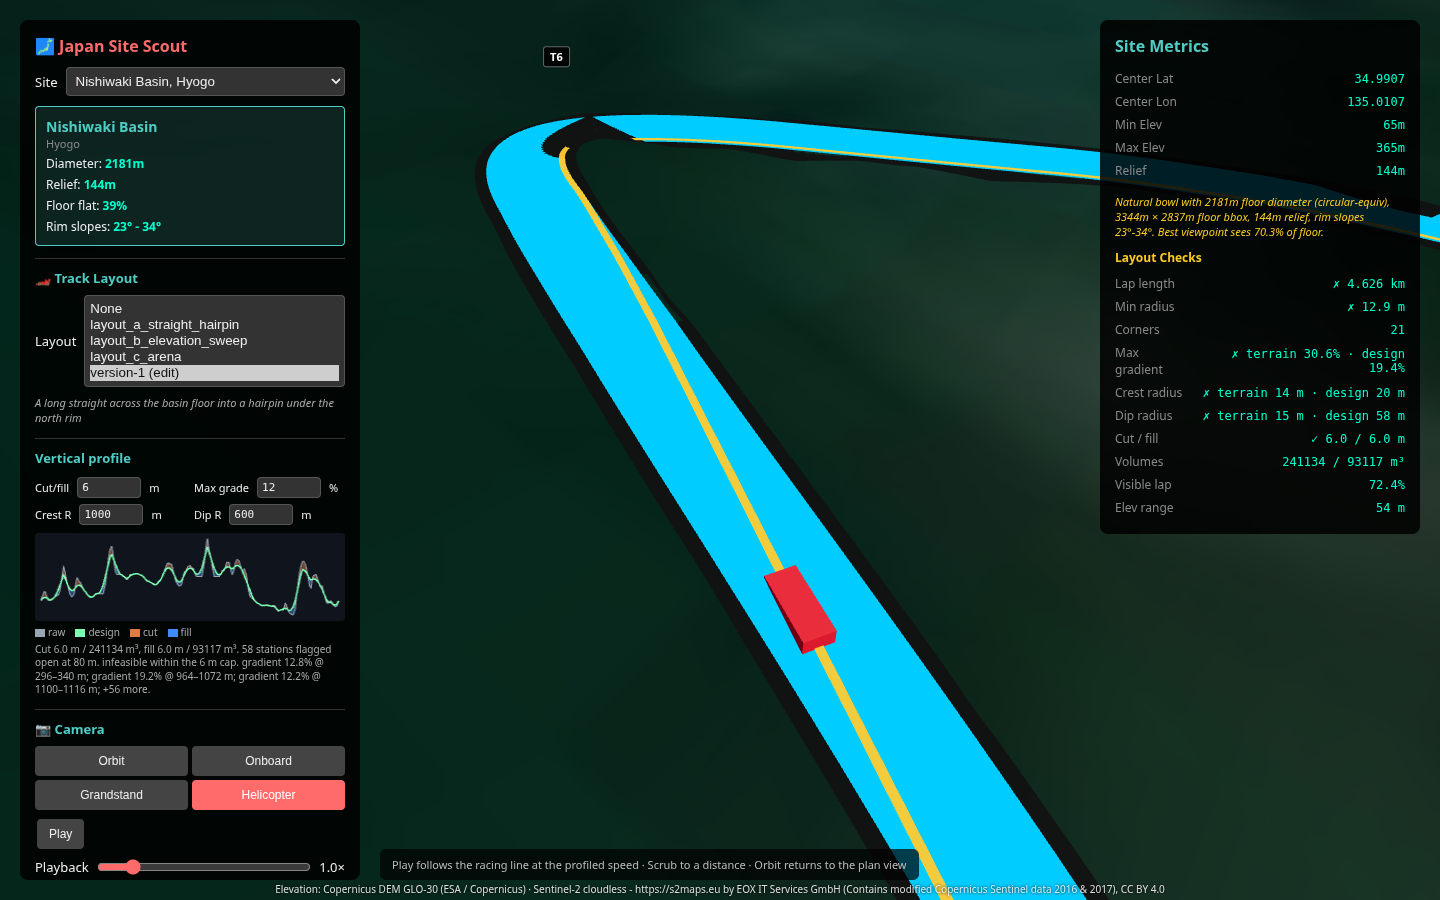 Japan Site Scout
Site
Nishiwaki Basin, Hyogo
Nishiwaki Basin
Hyogo
Diameter: 2181m
Relief: 144m
Floor flat: 39%
Rim slopes: 23° - 34°
Track Layout
Layout
None
layout_a_straight_hairpin
layout_b_elevation_sweep
layout_c_arena
version-1 (edit)
A long straight across the basin floor into a hairpin under the
north rim
Vertical profile
Cut/fill 6 m Max grade 12 %
Crest R 1000 m Dip R 600 m
raw design cut fill
Cut 6.0 m / 241134 m³, fill 6.0 m / 93117 m³. 58 stations flagged
open at 80 m. infeasible within the 6 m cap. gradient 12.8% @
296–340 m; gradient 19.2% @ 964–1072 m; gradient 12.2% @
1100–1116 m; +56 more.
Camera
Orbit Onboard
Grandstand Helicopter
Play
Playback 1.0×
T6
Site Metrics
Center Lat 34.9907
Center Lon 135.0107
Min Elev 65m
Max Elev 365m
Relief 144m
Natural bowl with 2181m floor diameter (circular-equiv),
3344m × 2837m floor bbox, 144m relief, rim slopes
23°-34°. Best viewpoint sees 70.3% of floor.
Layout Checks
Lap length ✗ 4.626 km
Min radius ✗ 12.9 m
Corners 21
Max gradient ✗ terrain 30.6% · design
19.4%
Crest radius ✗ terrain 14 m · design 20 m
Dip radius ✗ terrain 15 m · design 58 m
Cut / fill ✓ 6.0 / 6.0 m
Volumes 241134 / 93117 m³
Visible lap 72.4%
Elev range 54 m
Play follows the racing line at the profiled speed · Scrub to a distance · Orbit returns to the plan view
Elevation: Copernicus DEM GLO-30 (ESA / Copernicus) · Sentinel-2 cloudless - https://s2maps.eu by EOX IT Services GmbH (Contains modified Copernicus Sentinel data 2016 & 2017), CC BY 4.0